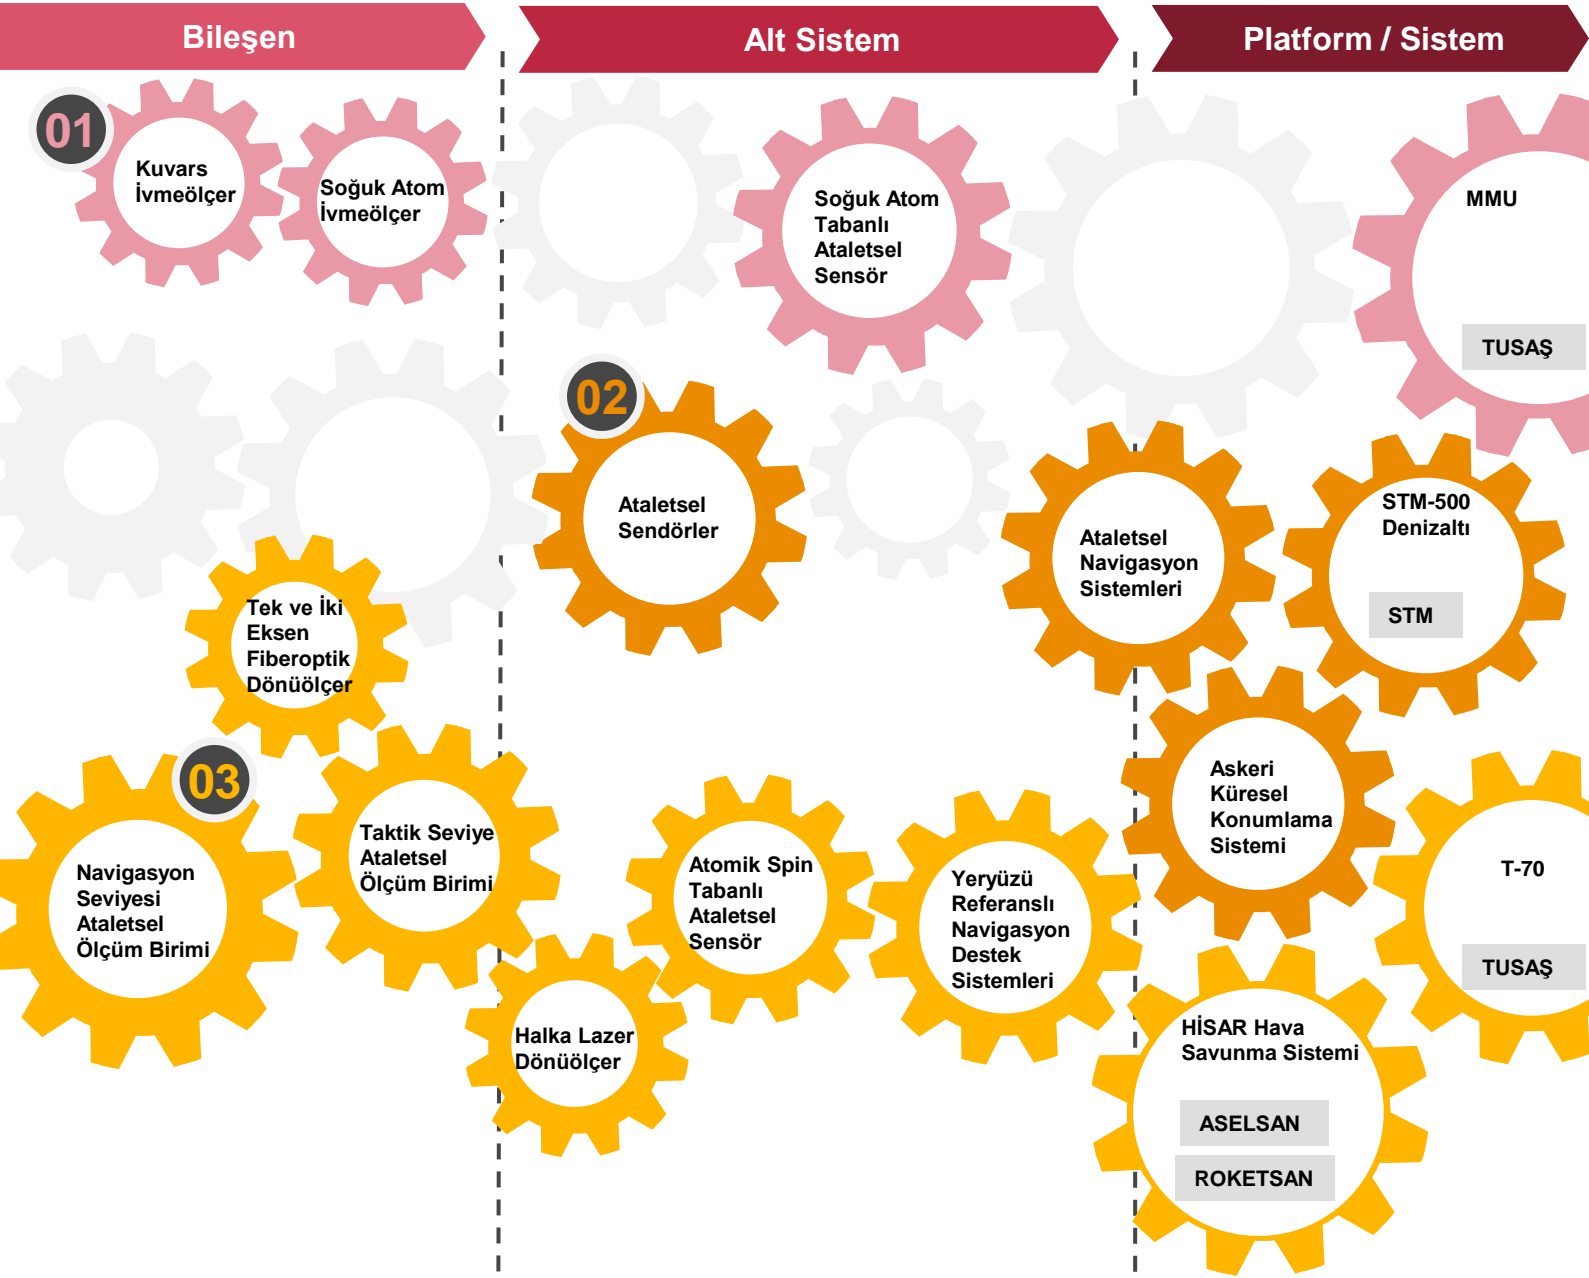 Bileşen
Alt Sistem
Platform / Sistem
01
Kuvars
İvmeölçer
Soğuk Atom
İvmeölçer
Soğuk Atom
Tabanlı
Ataletsel
Sensör
MMU
TUSAŞ
02
Ataletsel
Sendörler
Ataletsel
Navigasyon
Sistemleri
STM-500
Denizaltı
STM
Tek ve İki
Eksen
Fiberoptik
Dönüölçer
03
Navigasyon
Seviyesi
Ataletsel
Ölçüm Birimi
Taktik Seviye
Ataletsel
Ölçüm Birimi
Atomik Spin
Tabanlı
Ataletsel
Sensör
Yeryüzü
Referanslı
Navigasyon
Destek
Sistemleri
Askeri
Küresel
Konumlama
Sistemi
T-70
TUSAŞ
Halka Lazer
Dönüölçer
HİSAR Hava
Savunma Sistemi
ASELSAN
ROKETSAN